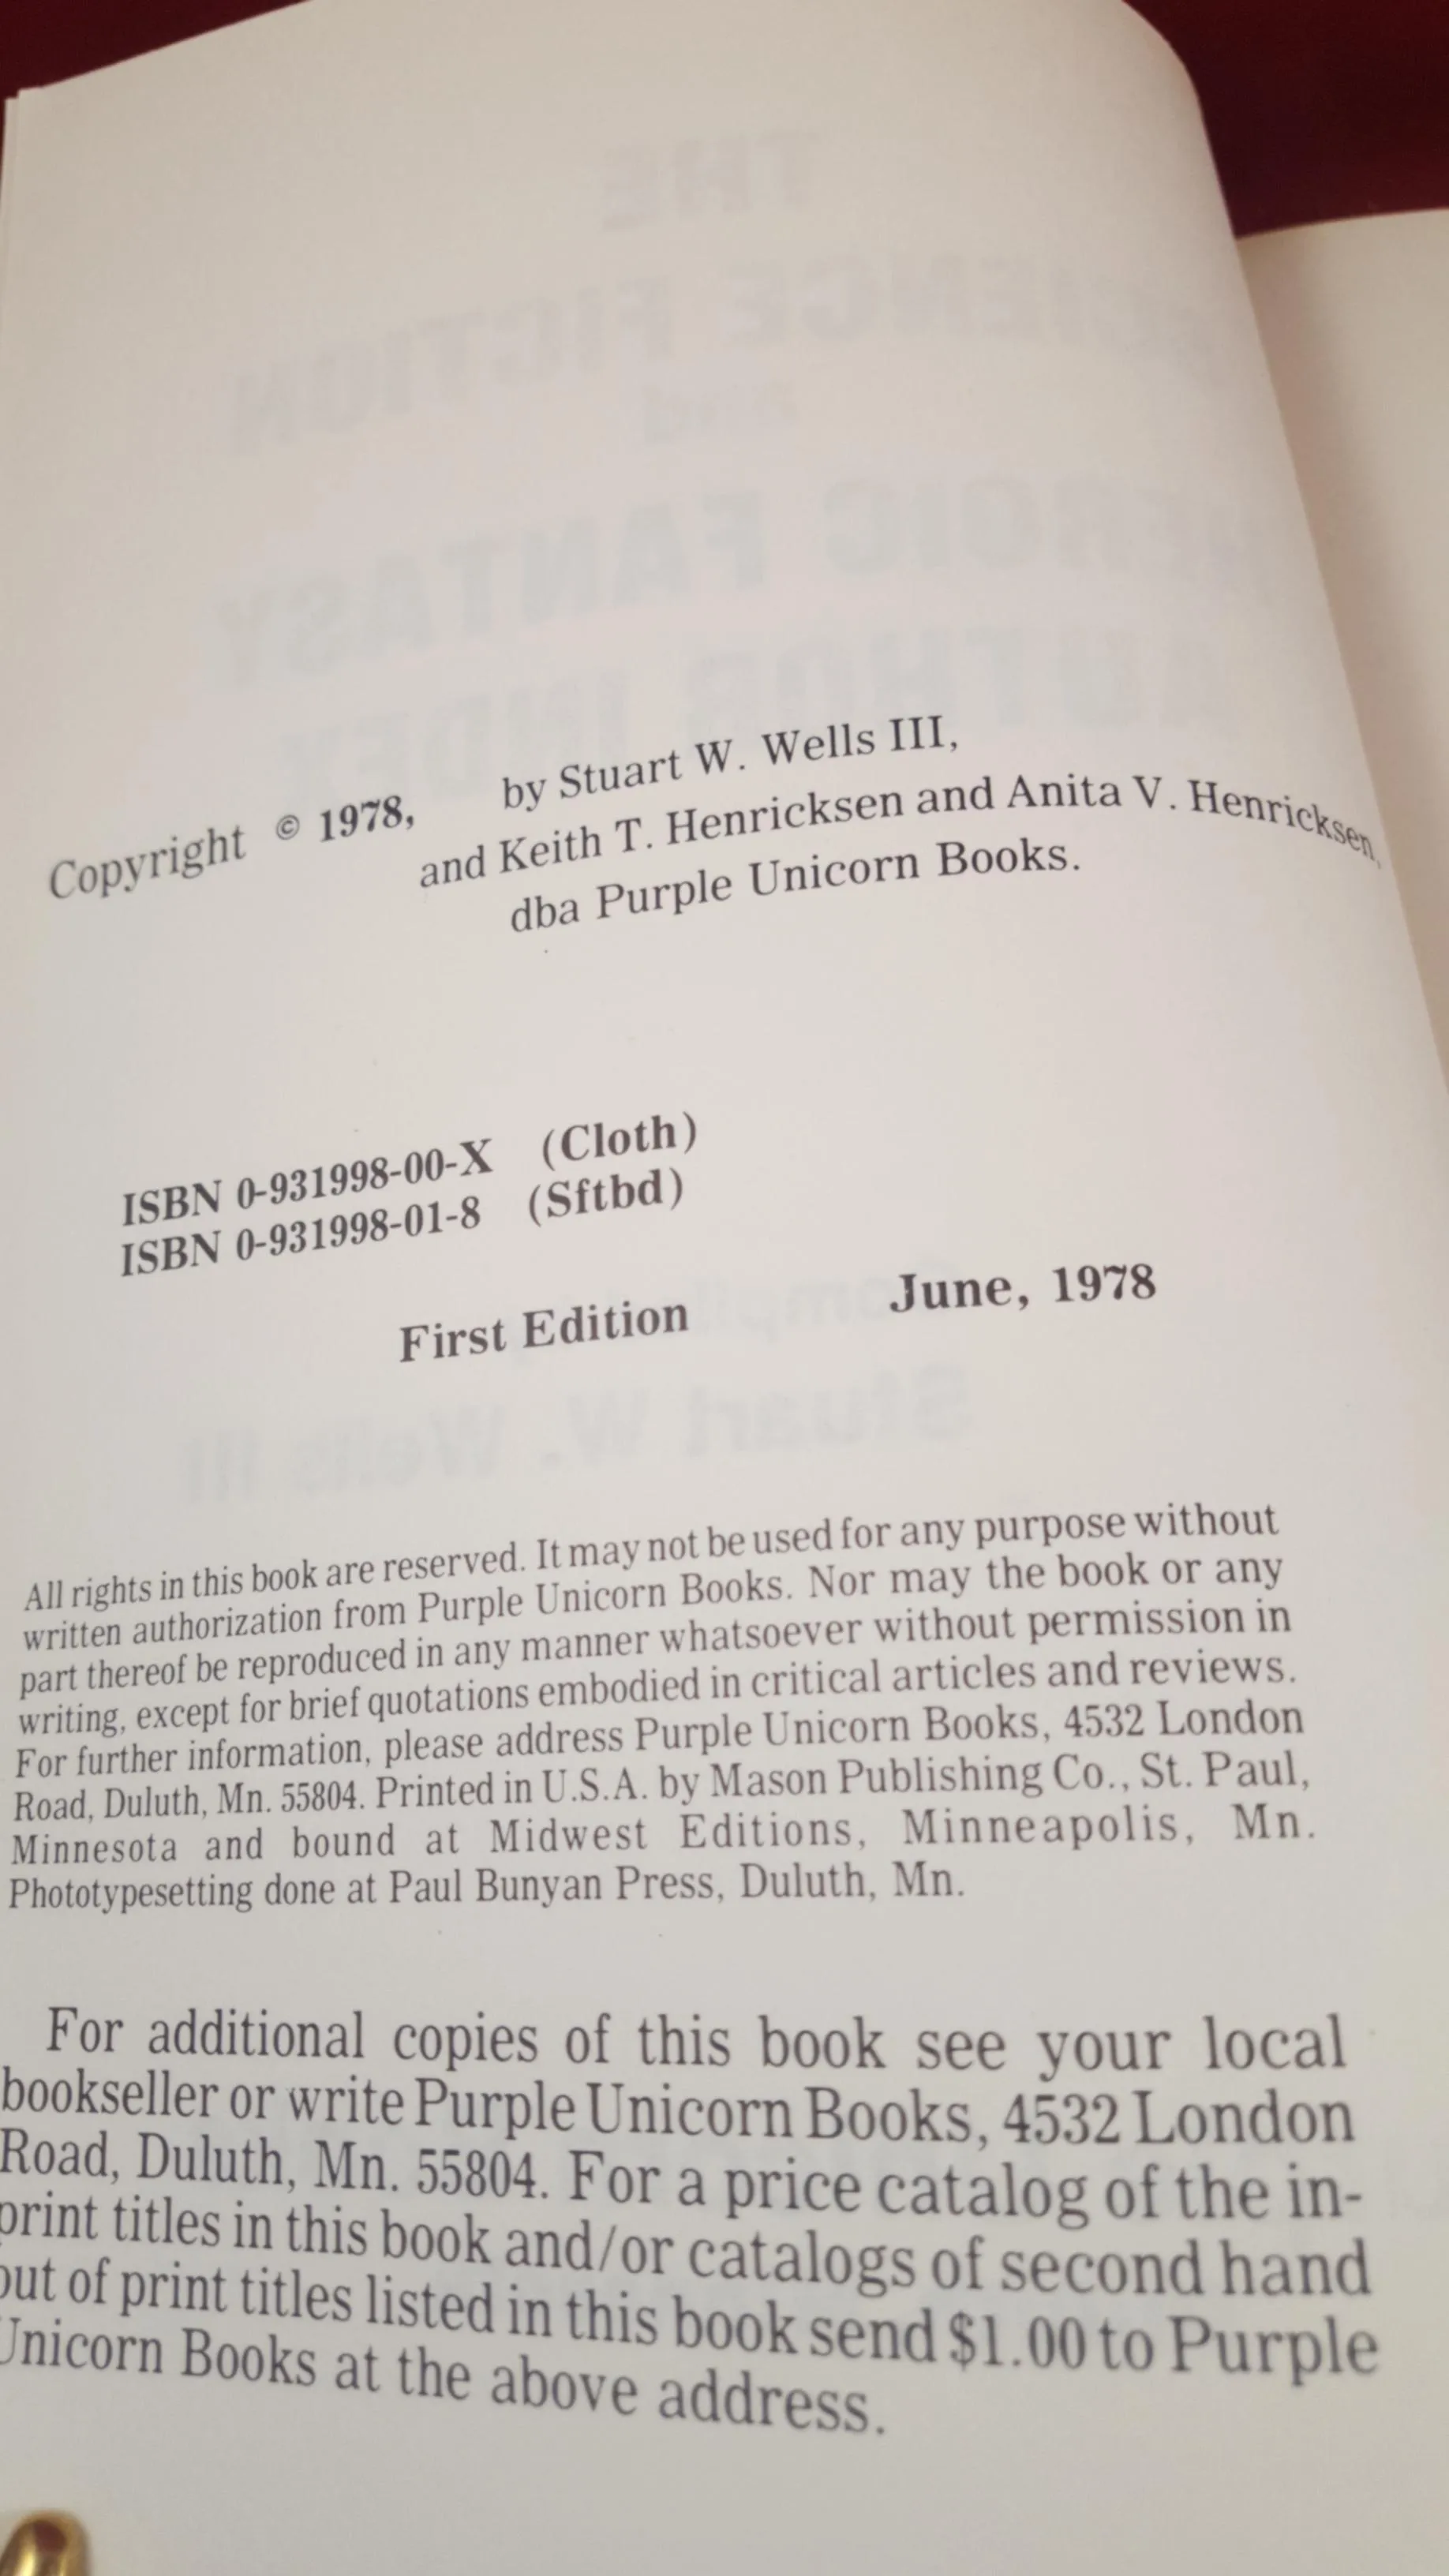 Copyright © 1978, by Stuart W. Wells III,
and Keith T. Henricksen and Anita V. Henricksen,
dba Purple Unicorn Books.
ISBN 0-931998-00-X (Cloth)
ISBN 0-931998-01-8 (Sftbd)
First Edition June, 1978
All rights in this book are reserved. It may not be used for any purpose without
written authorization from Purple Unicorn Books. Nor may the book or any
part thereof be reproduced in any manner whatsoever without permission in
writing, except for brief quotations embodied in critical articles and reviews.
For further information, please address Purple Unicorn Books, 4532 London
Road, Duluth, Mn. 55804. Printed in U.S.A. by Mason Publishing Co., St. Paul,
Minnesota and bound at Midwest Editions, Minneapolis, Mn.
Phototypesetting done at Paul Bunyan Press, Duluth, Mn.
For additional copies of this book see your local
bookseller or write Purple Unicorn Books, 4532 London
Road, Duluth, Mn. 55804. For a price catalog of the in-
print titles in this book and/or catalogs of second hand
out of print titles listed in this book send $1.00 to Purple
Unicorn Books at the above address.